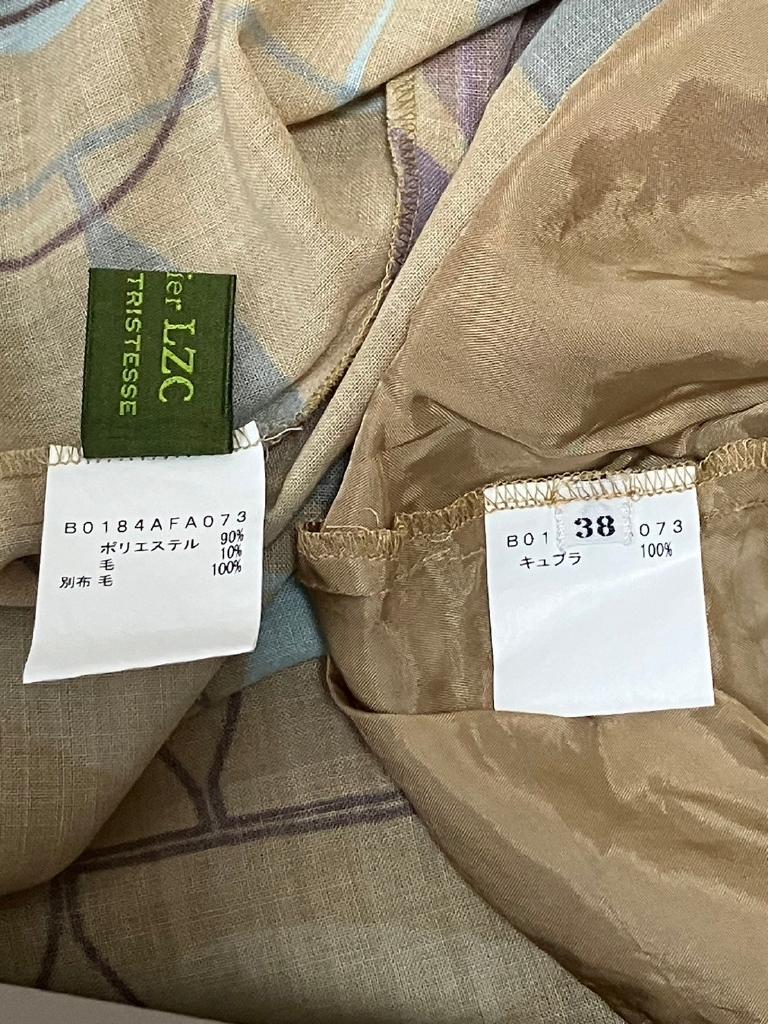 ier LZC
TRISTESSE
B0184AFA073
ポリエステル 90%
毛 10%
別布 毛 100%
B01 38 073
キュプラ 100%